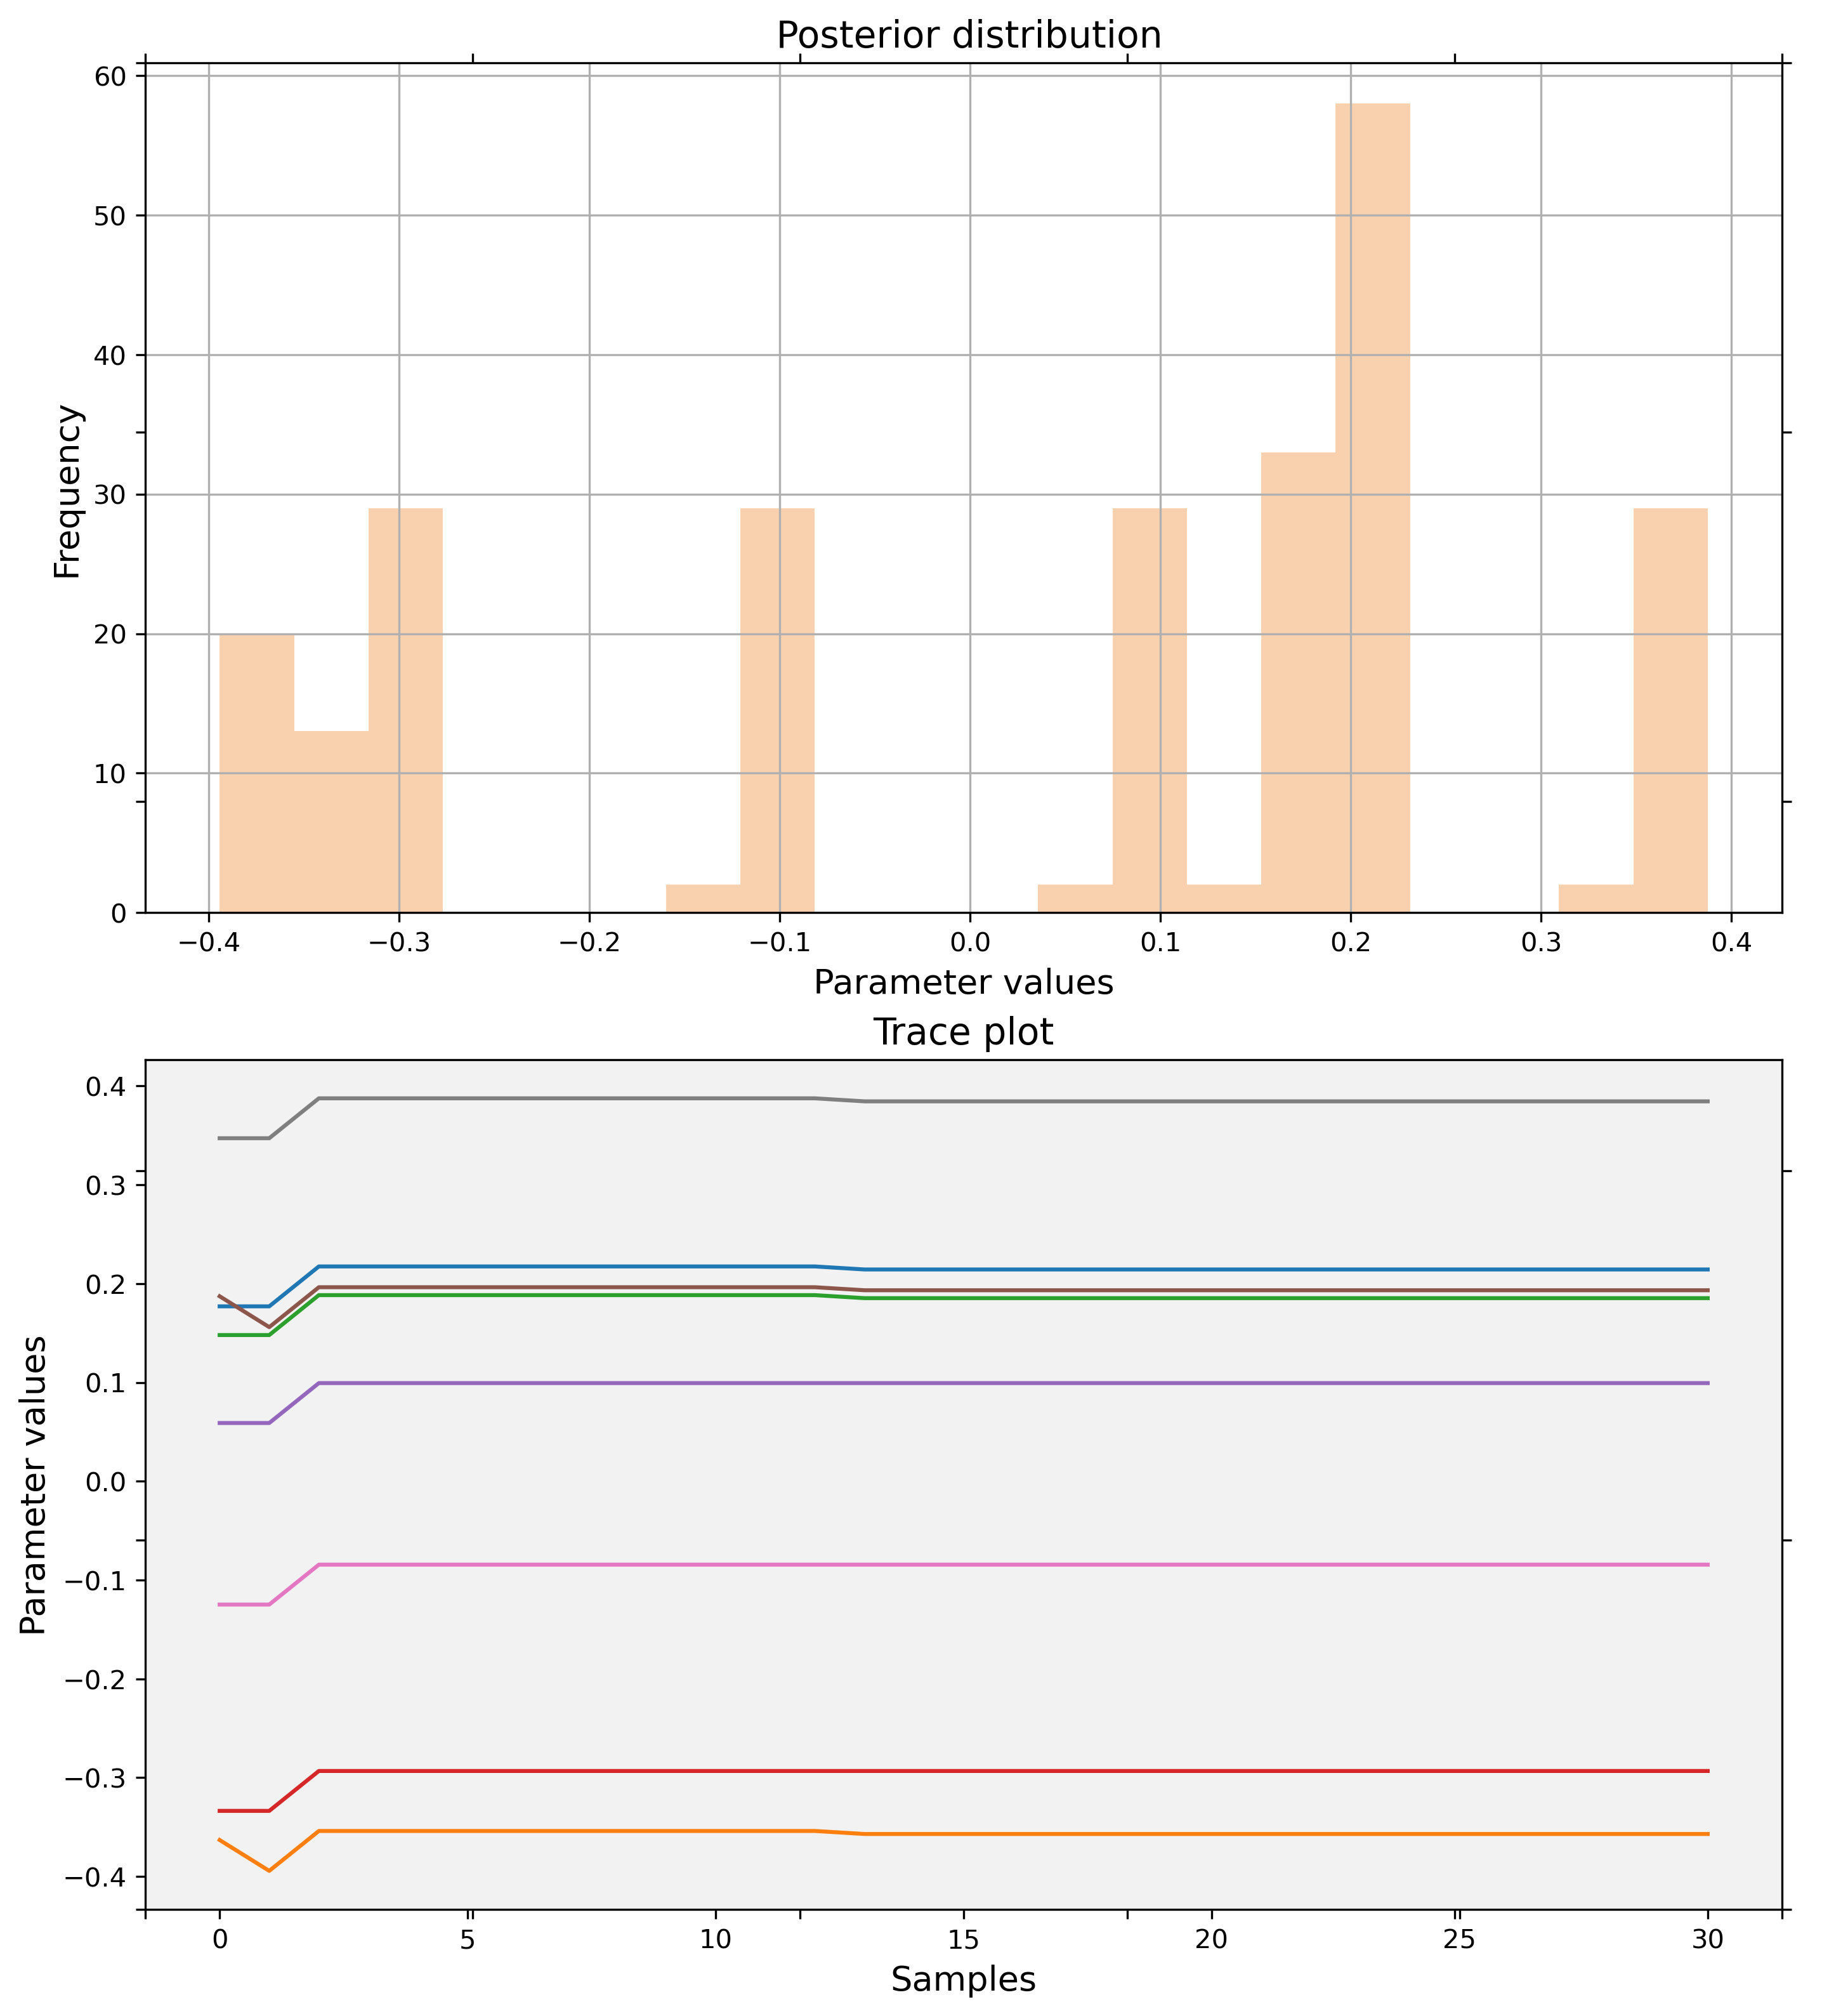 Posterior distribution
60
50
40
30
20
10
0
Frequency
−0.4 −0.3 −0.2 −0.1 0.0 0.1 0.2 0.3 0.4
Parameter values
Trace plot
0.4
0.3
0.2
0.1
0.0
−0.1
−0.2
−0.3
−0.4
Parameter values
0 5 10 15 20 25 30
Samples